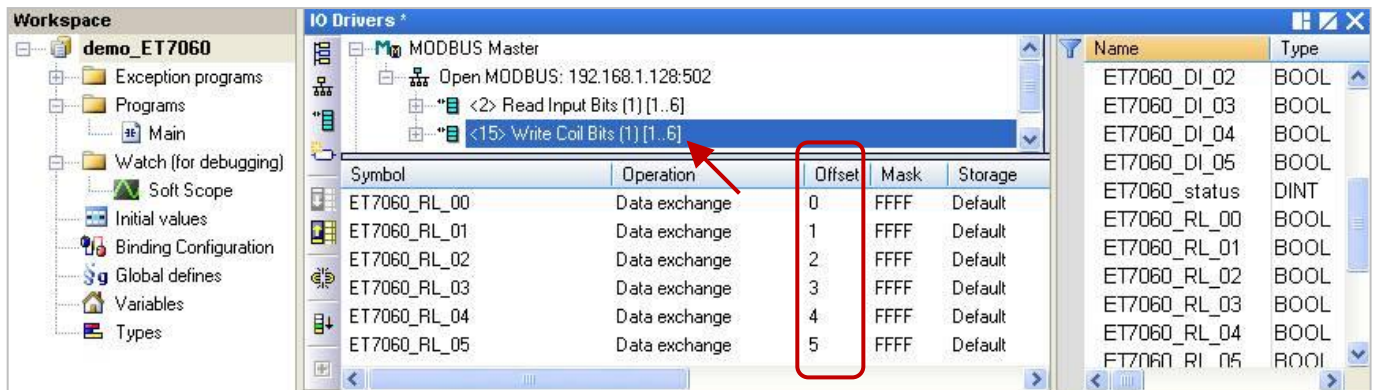 Workspace
demo_ET7060
Exception programs
Programs
Main
Watch (for debugging)
Soft Scope
Initial values
Binding Configuration
Global defines
Variables
Types
IO Drivers *
MODBUS Master
Open MODBUS: 192.168.1.128:502
<2> Read Input Bits (1) [1..6]
<15> Write Coil Bits (1) [1..6]
Symbol Operation Offset Mask Storage
ET7060_RL_00 Data exchange 0 FFFF Default
ET7060_RL_01 Data exchange 1 FFFF Default
ET7060_RL_02 Data exchange 2 FFFF Default
ET7060_RL_03 Data exchange 3 FFFF Default
ET7060_RL_04 Data exchange 4 FFFF Default
ET7060_RL_05 Data exchange 5 FFFF Default
Name Type
ET7060_DI_02 BOOL
ET7060_DI_03 BOOL
ET7060_DI_04 BOOL
ET7060_DI_05 BOOL
ET7060_status DINT
ET7060_RL_00 BOOL
ET7060_RL_01 BOOL
ET7060_RL_02 BOOL
ET7060_RL_03 BOOL
ET7060_RL_04 BOOL
ET7060_RL_05 BOOL